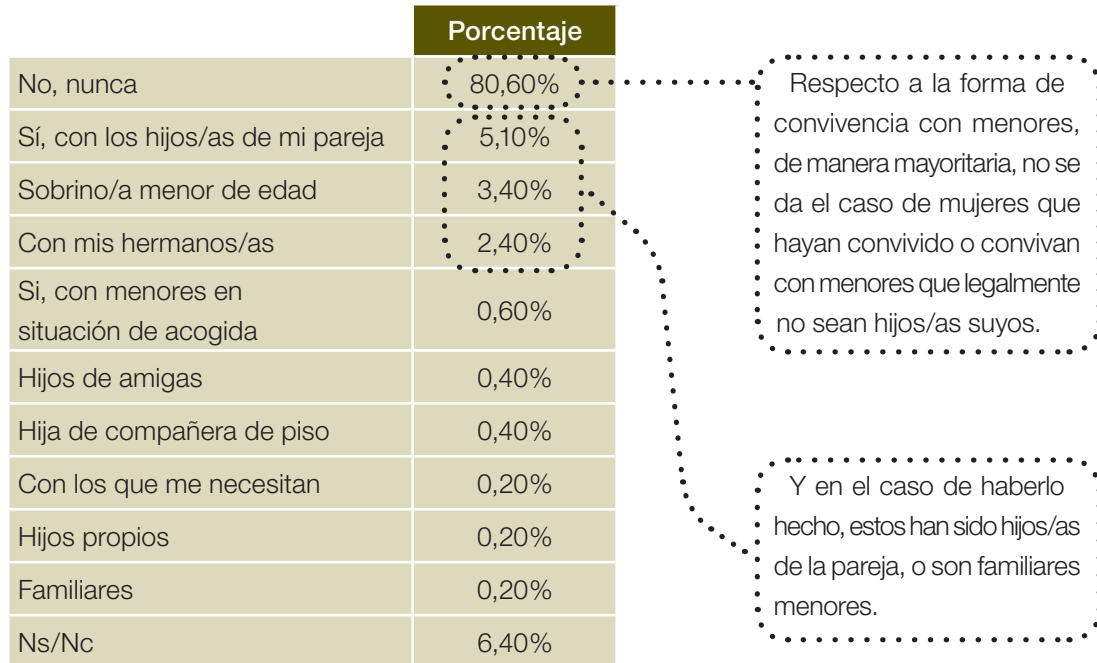 Porcentaje
No, nunca 80,60%
Sí, con los hijos/as de mi pareja 5,10%
Sobrino/a menor de edad 3,40%
Con mis hermanos/as 2,40%
Si, con menores en
situación de acogida 0,60%
Hijos de amigas 0,40%
Hija de compañera de piso 0,40%
Con los que me necesitan 0,20%
Hijos propios 0,20%
Familiares 0,20%
Ns/Nc 6,40%
Respecto a la forma de
convivencia con menores,
de manera mayoritaria, no se
da el caso de mujeres que
hayan convivido o convivan
con menores que legalmente
no sean hijos/as suyos.
Y en el caso de haberlo
hecho, estos han sido hijos/as
de la pareja, o son familiares
menores.